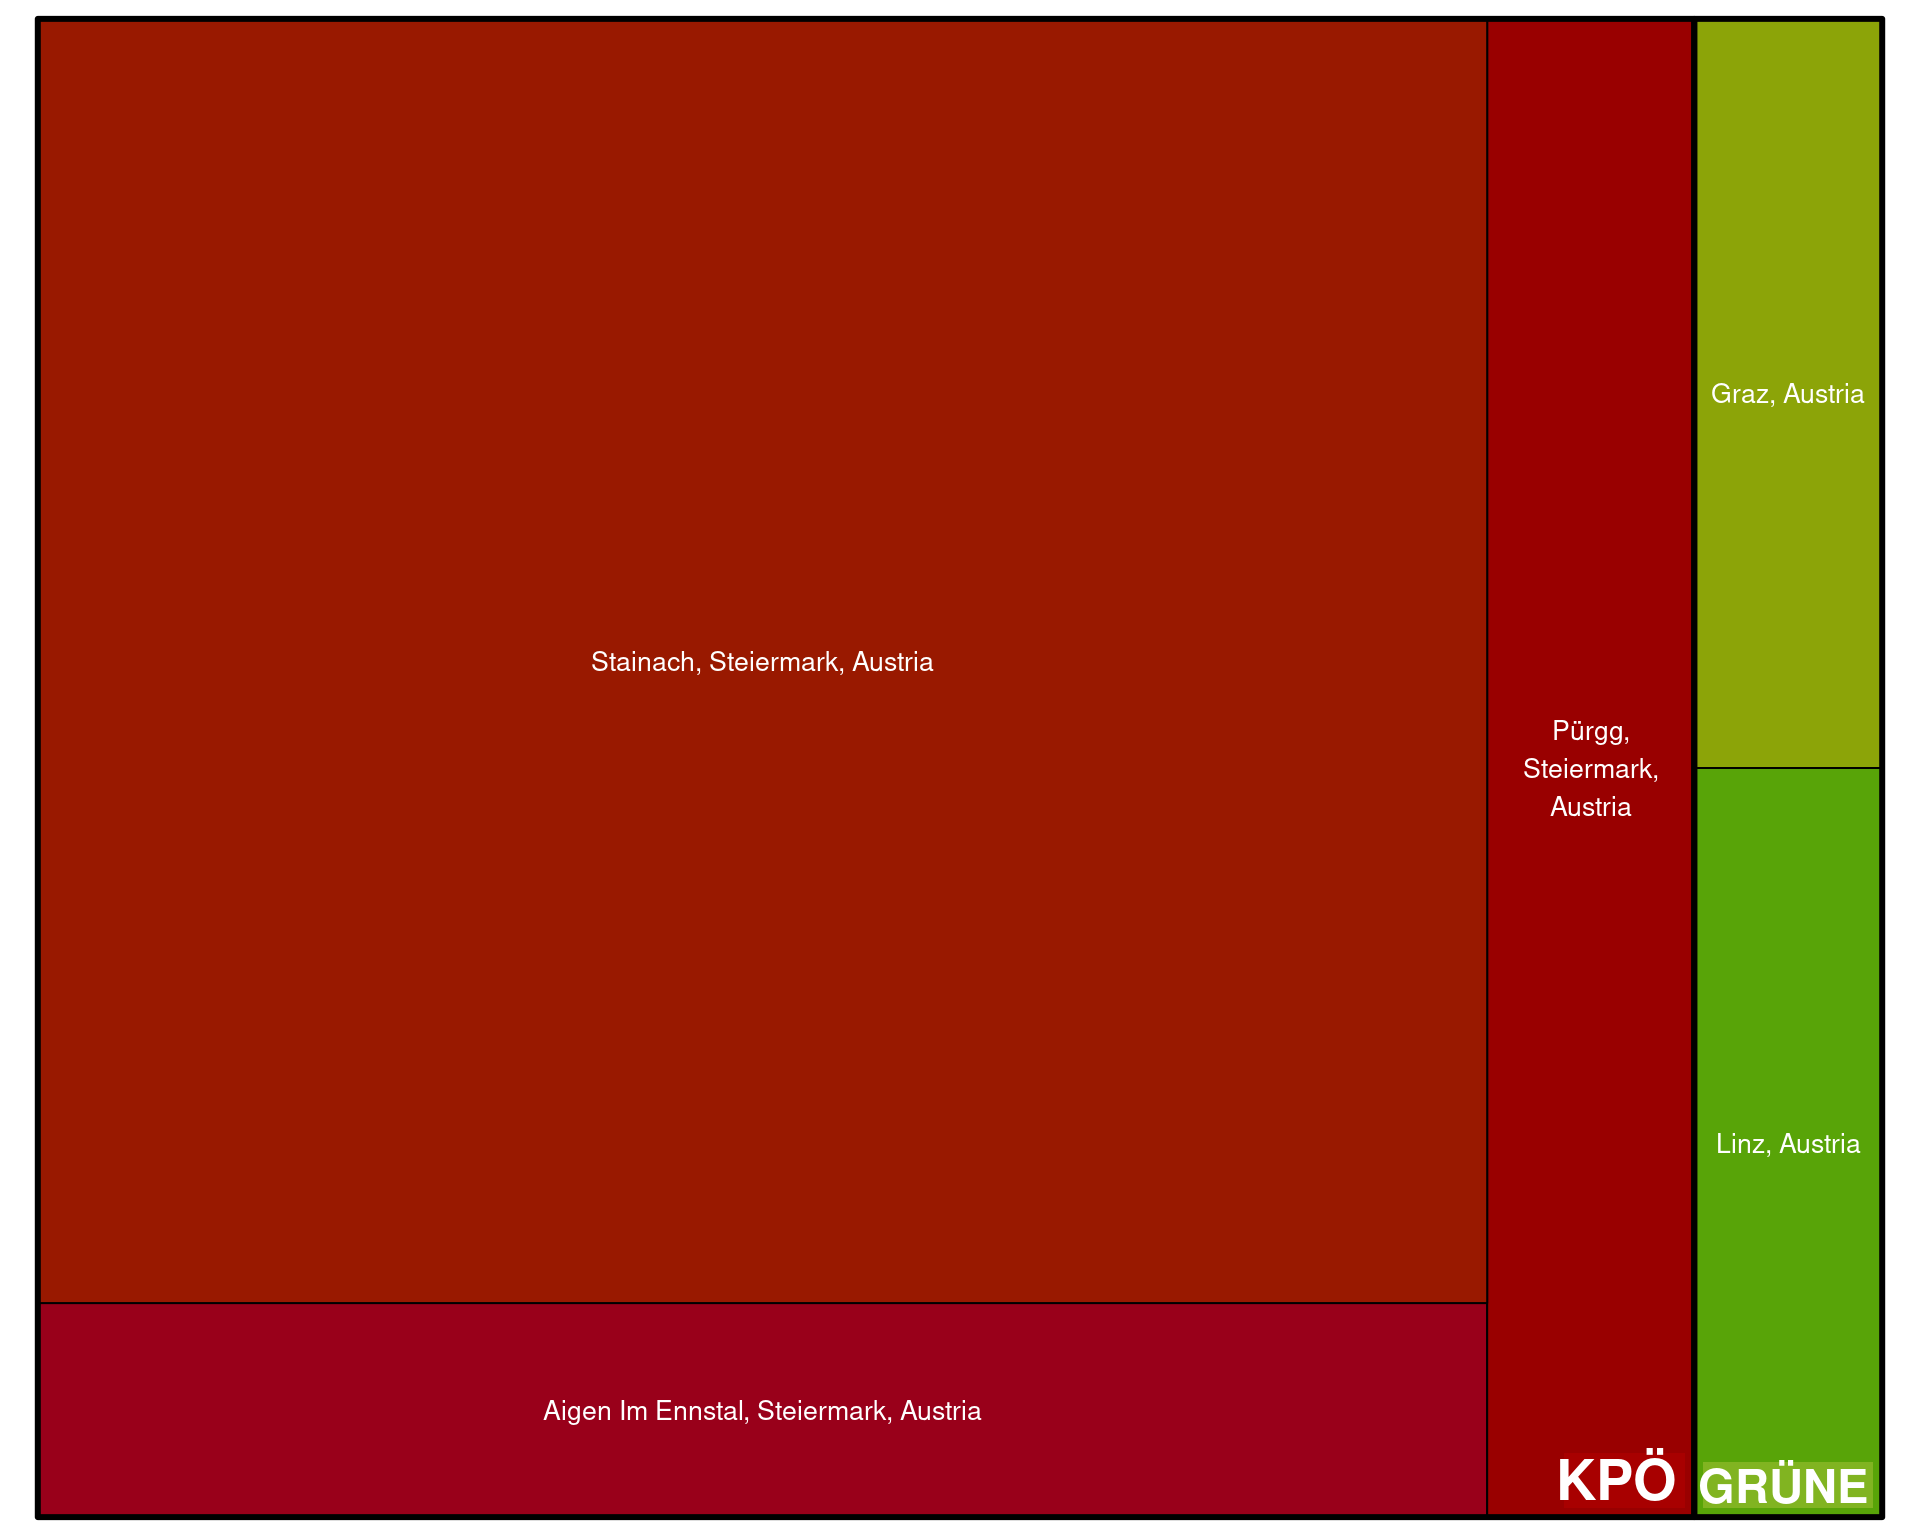 Stainach, Steiermark, Austria
Aigen Im Ennstal, Steiermark, Austria
Pürgg,
Steiermark,
Austria
KPÖ
Graz, Austria
Linz, Austria
GRÜNE